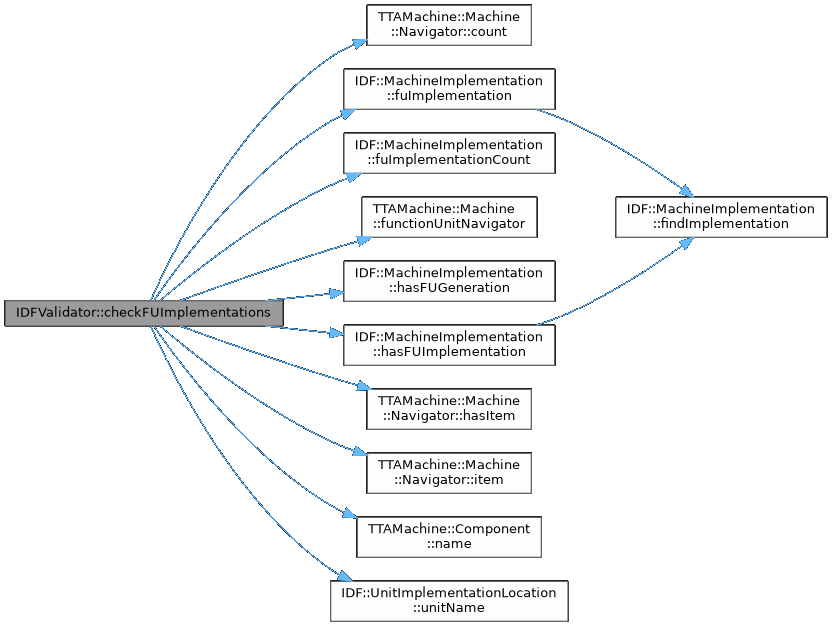 TTAMachine::Machine
::Navigator::count
IDF::MachineImplementation
::fuImplementation
IDF::MachineImplementation
::fuImplementationCount
TTAMachine::Machine
::functionUnitNavigator
IDF::MachineImplementation
::findImplementation
IDF::MachineImplementation
::hasFUGeneration
IDFValidator::checkFUImplementations
IDF::MachineImplementation
::hasFUImplementation
TTAMachine::Machine
::Navigator::hasItem
TTAMachine::Machine
::Navigator::item
TTAMachine::Component
::name
IDF::UnitImplementationLocation
::unitName